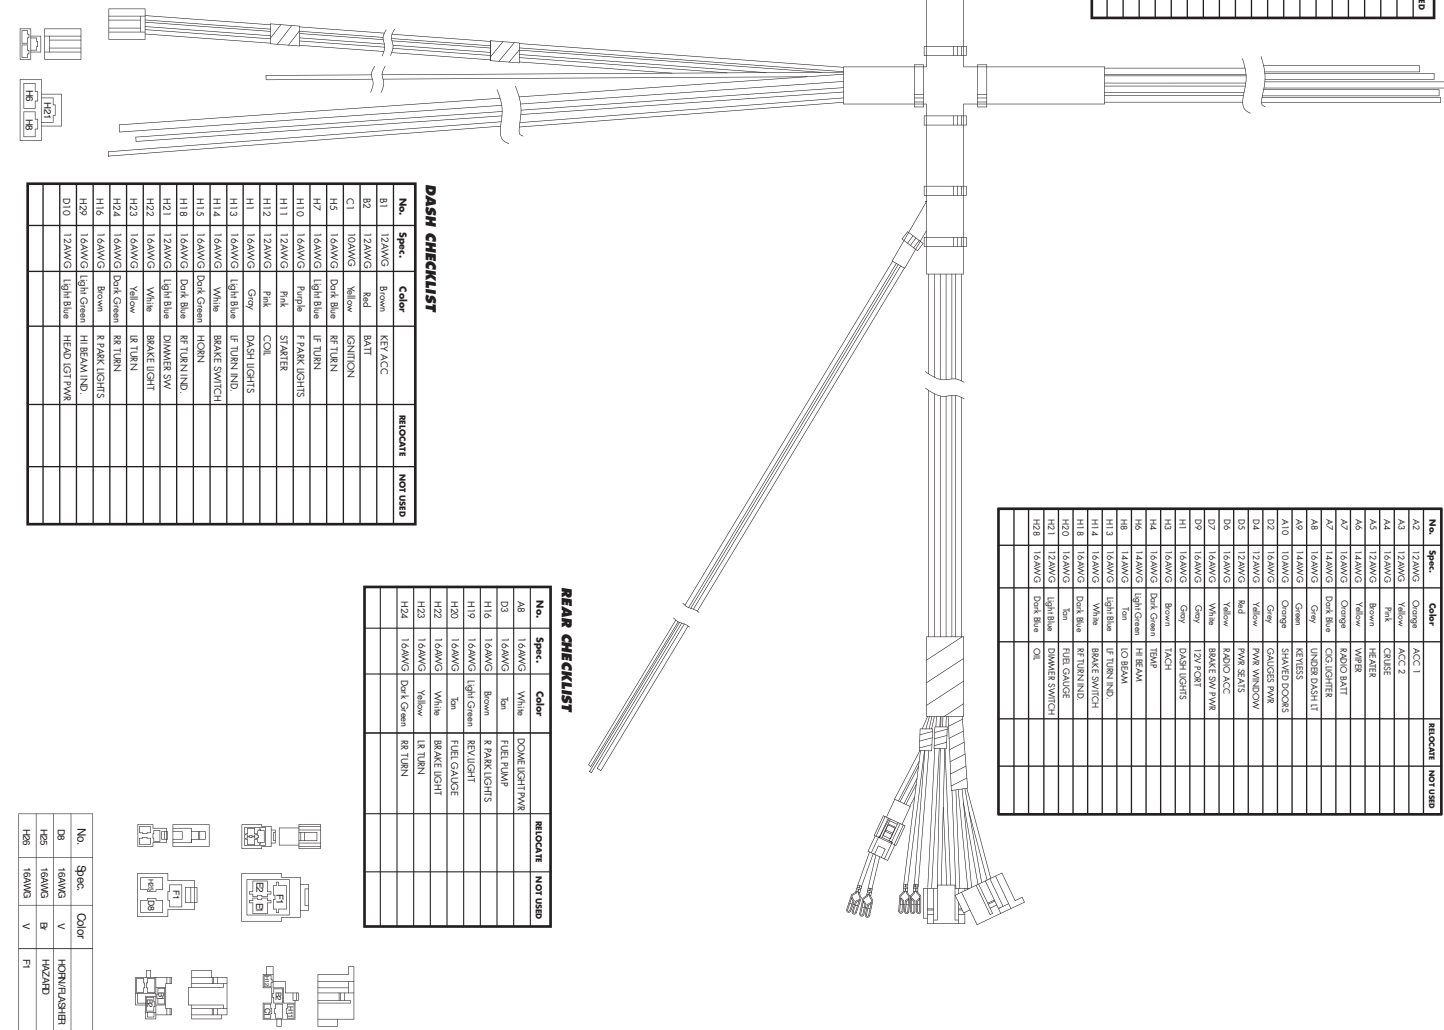 ED
H6
H21
H8
DASH CHECKLIST
No. Spec. Color RELOCATE NOT USED
B1 12AWG Brown KEY ACC
B2 12AWG Red BATT
C1 10AWG Yellow IGNITION
H5 16AWG Dark Blue RF TURN
H7 16AWG Light Blue LF TURN
H10 16AWG Purple F PARK LIGHTS
H11 12AWG Pink STARTER
H12 12AWG Pink COIL
H1 16AWG Gray DASH LIGHTS
H13 16AWG Light Blue LF TURN IND.
H14 16AWG White BRAKE SWITCH
H15 16AWG Dark Green HORN
H18 16AWG Dark Blue RF TURN IND.
H21 12AWG Light Blue DIMMER SW
H22 16AWG White BRAKE LIGHT
H23 16AWG Yellow LR TURN
H24 16AWG Dark Green RR TURN
H16 16AWG Brown R PARK LIGHTS
H29 16AWG Light Green HI BEAM IND.
D10 12AWG Light Blue HEAD LGT PWR
No. Spec. Color RELOCATE NOT USED
A2 12AWG Orange ACC 1
A3 12AWG Yellow ACC 2
A4 16AWG Pink CRUISE
A5 12AWG Brown HEATER
A6 14AWG Yellow WIPER
A7 16AWG Orange RADIO BATT
A7 14AWG Dark Blue CIG.LIGHTER
A8 16AWG Grey UNDER DASH LT
A9 14AWG Green KEYLESS
A10 10AWG Orange SHAVED DOORS
D2 16AWG Grey GAUGES PWR
D4 12AWG Yellow PWR WINDOW
D5 12AWG Red PWR SEATS
D6 16AWG Yellow RADIO ACC
D7 16AWG White BRAKE SW PWR
D9 16AWG Gray 12V PORT
H1 16AWG Gray DASH LIGHTS
H3 16AWG Brown TACH
H4 16AWG Dark Green TEMP
H6 14AWG Light Green HI BEAM
H8 14AWG Tan LO BEAM
H13 16AWG Light Blue LF TURN IND.
H14 16AWG White BRAKE SWITCH
H18 16AWG Dark Blue RF TURN IND.
H20 16AWG Tan FUEL GAUGE
H21 12AWG Light Blue DIMMER SWITCH
H28 16AWG Dark Blue OIL
REAR CHECKLIST
No. Spec. Color RELOCATE NOT USED
A8 16AWG White DOME LIGHT PWR
D3 16AWG Tan FUEL PUMP
H16 16AWG Brown R PARK LIGHTS
H19 16AWG Light Green REV.LIGHT
H20 16AWG Tan FUEL GAUGE
H22 16AWG White BRAKE LIGHT
H23 16AWG Yellow LR TURN
H24 16AWG Dark Green RR TURN
F1
E2
E1
F1
H25
D8
H11
B2
C1
B1
No. Spec. Color
D8 16AWG V HORN/FLASHER
H25 16AWG Br HAZARD
H26 16AWG V F1